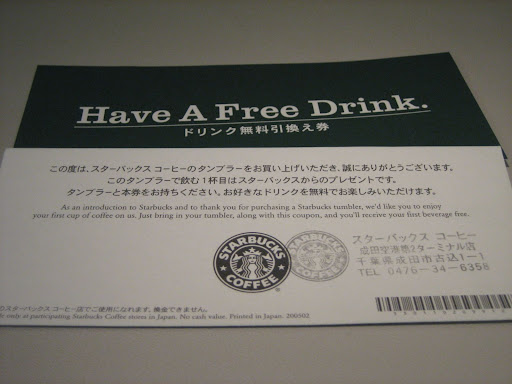 Have A Free Drink.
ドリンク無料引換え券
この度は、スターバックス コーヒーのタンブラーをお買い上げいただき、誠にありがとうございます。
このタンブラーで飲む1杯目はスターバックスからのプレゼントです。
タンブラーと本券をお持ちください。お好きなドリンクを無料でお楽しみいただけます。
As an introduction to Starbucks and to thank you for purchasing a Starbucks tumbler, we'd like you to enjoy
your first cup of coffee on us. Just bring in your tumbler, along with this coupon, and you'll receive your first beverage free.
STARBUCKS
COFFEE
STARBUCKS
COFFEE
スターバックス コーヒー
成田空港第2ターミナル店
千葉県成田市古込1-1
TEL 0476-34-6358
のスターバックス コーヒー店でご使用になれます。換金できません。
only at participating Starbucks Coffee stores in Japan. No cash value. Printed in Japan. 200502